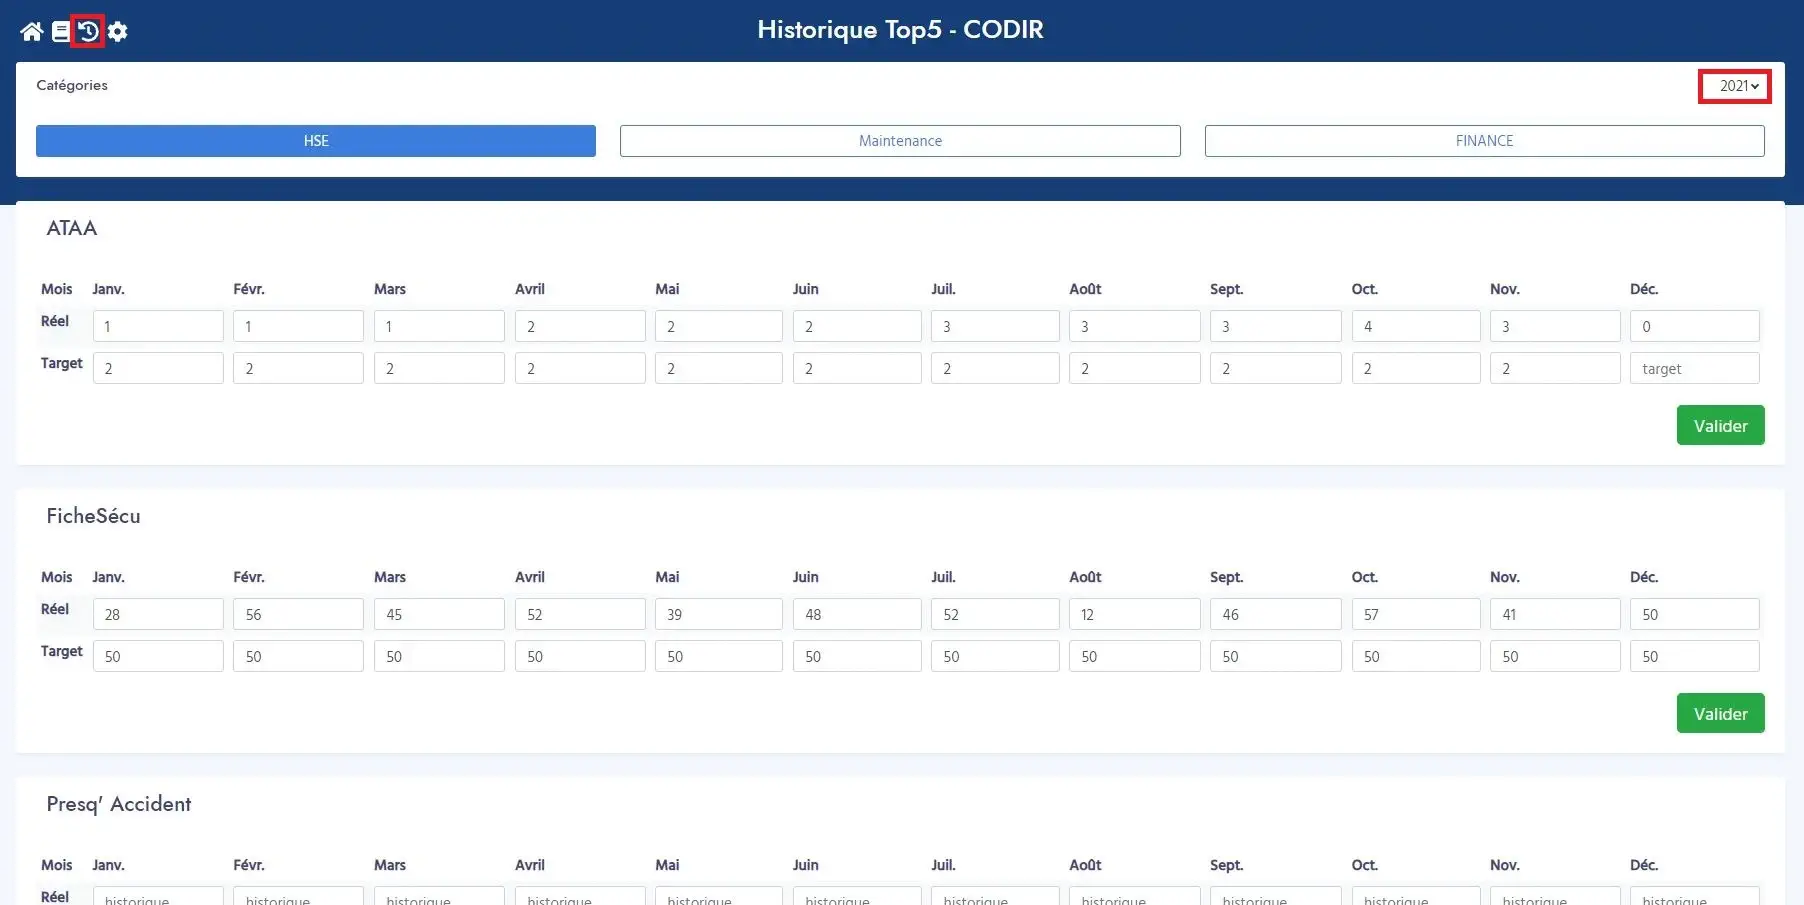 Historique Top5 - CODIR
Catégories
2021
HSE Maintenance FINANCE
ATAA
Mois Janv. Févr. Mars Avril Mai Juin Juil. Août Sept. Oct. Nov. Déc.
Réel 1 1 1 2 2 2 3 3 3 4 3 0
Target 2 2 2 2 2 2 2 2 2 2 2 target
Valider
FicheSécu
Mois Janv. Févr. Mars Avril Mai Juin Juil. Août Sept. Oct. Nov. Déc.
Réel 28 56 45 52 39 48 52 12 46 57 41 50
Target 50 50 50 50 50 50 50 50 50 50 50 50
Valider
Presq' Accident
Mois Janv. Févr. Mars Avril Mai Juin Juil. Août Sept. Oct. Nov. Déc.
Réel historique historique historique historique historique historique historique historique historique historique historique historique